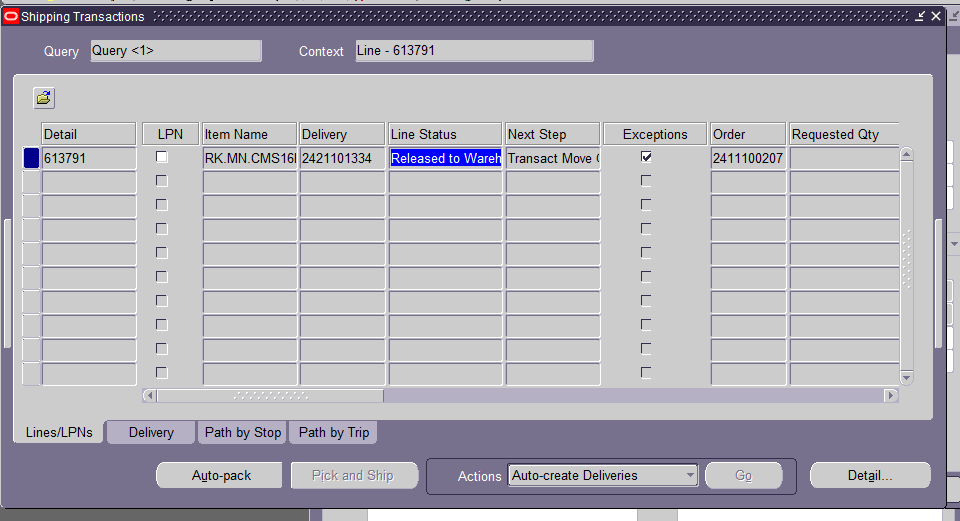 Shipping Transactions
Query Query <1> Context Line - 613791
Detail LPN Item Name Delivery Line Status Next Step Exceptions Order Requested Qty
613791 RK.MN.CMS16 2421101334 Released to Wareh Transact Move 2411100207
Lines/LPNs Delivery Path by Stop Path by Trip
Auto-pack Pick and Ship Actions Auto-create Deliveries Go Detail...